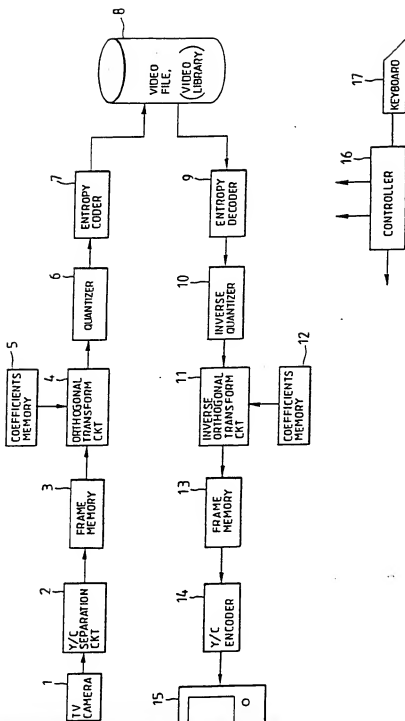 1
TV
CAMERA
2
Y/C
SEPARATION
CKT
3
FRAME
MEMORY
5
COEFFICIENTS
MEMORY
4
ORTHOGONAL
TRANSFORM
CKT
6
QUANTIZER
7
ENTROPY
CODER
8
VIDEO
FILE,
(VIDEO
LIBRARY)
9
ENTROPY
DECODER
10
INVERSE
QUANTIZER
11
INVERSE
ORTHOGONAL
TRANSFORM
CKT
12
COEFFICIENTS
MEMORY
13
FRAME
MEMORY
14
Y/C
ENCODER
15
16
CONTROLLER
17
KEYBOARD